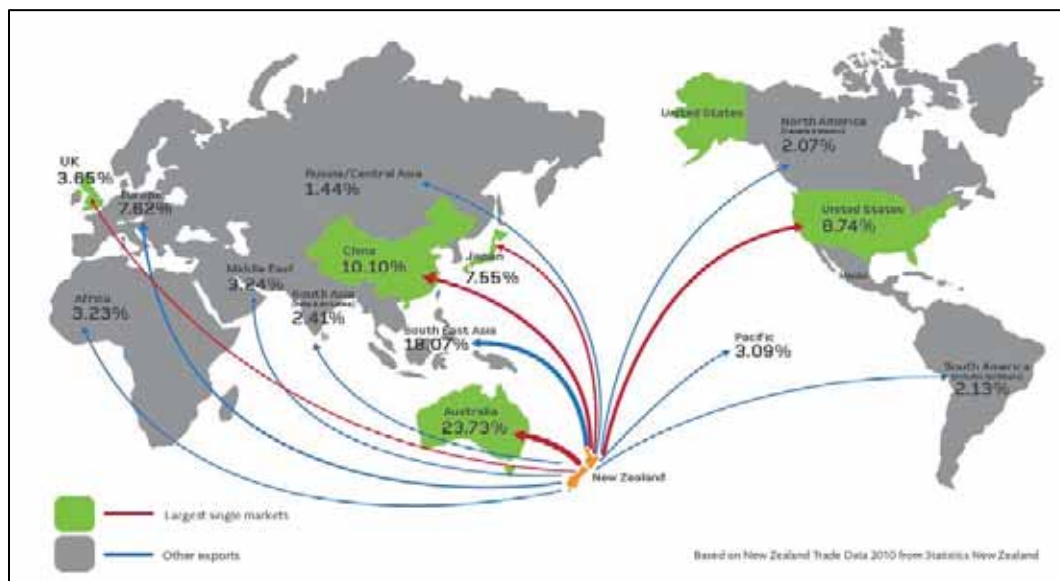 United States
North America
2.07%
UK
3.65%
Europe
7.62%
Russia/Central Asia
1.44%
United States
8.74%
China
10.10%
Japan
7.55%
Middle East
3.24%
South Asia
2.41%
Africa
3.23%
South East Asia
18.07%
Pacific
3.09%
South America
2.13%
Australia
23.73%
New Zealand
Largest single markets
Other exports
Based on New Zealand Trade Data 2010 from Statistics New Zealand